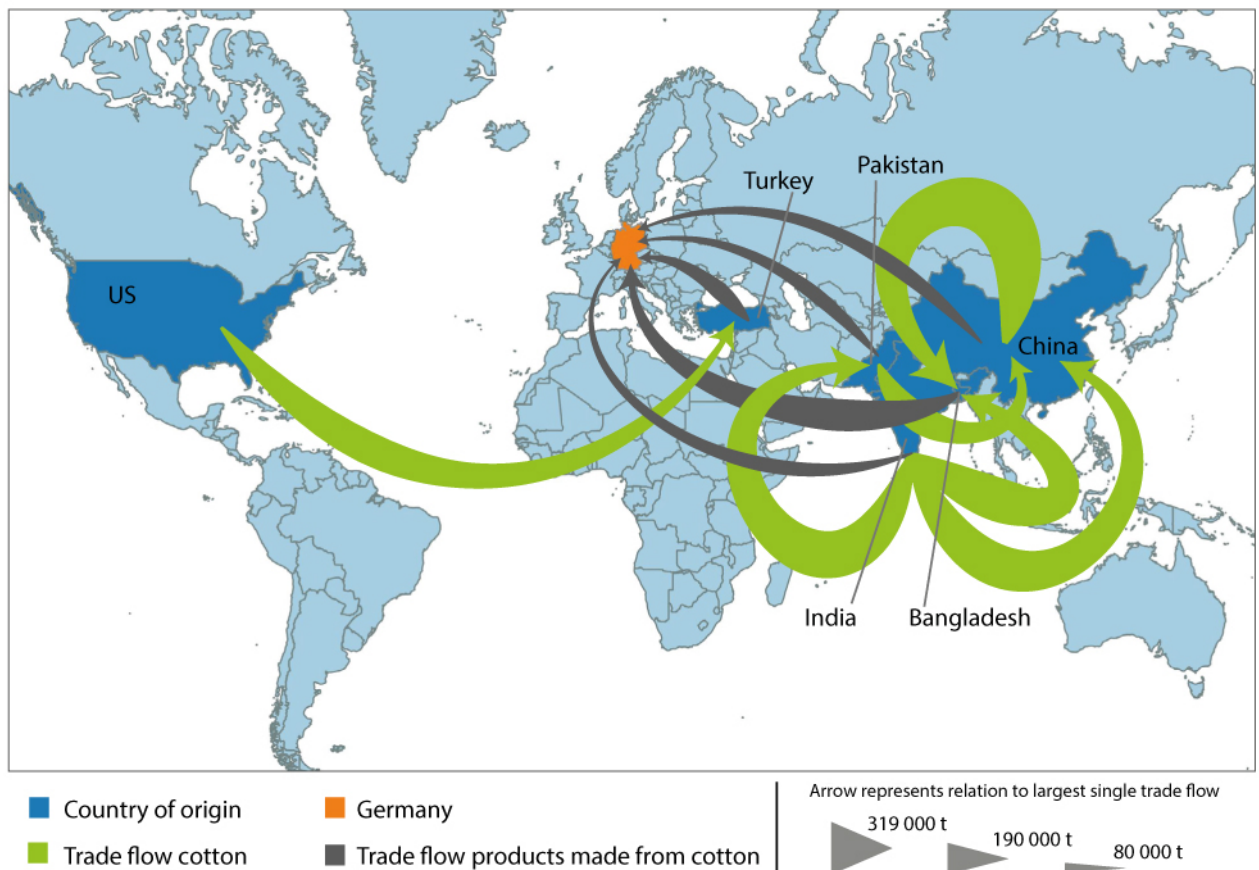 US
Turkey
Pakistan
China
India
Bangladesh
Country of origin
Germany
Trade flow cotton
Trade flow products made from cotton
Arrow represents relation to largest single trade flow
319 000 t
190 000 t
80 000 t